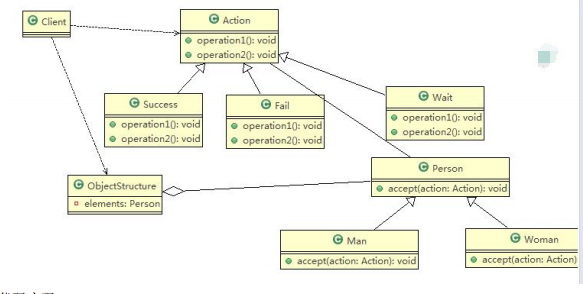 Client
Action
operation1(): void
operation2(): void
Success
operation1(): void
operation2(): void
Fail
operation1(): void
operation2(): void
Wait
operation1(): void
operation2(): void
ObjectStructure
elements: Person
Person
accept(action: Action): void
Man
accept(action: Action): void
Woman
accept(action: Action)